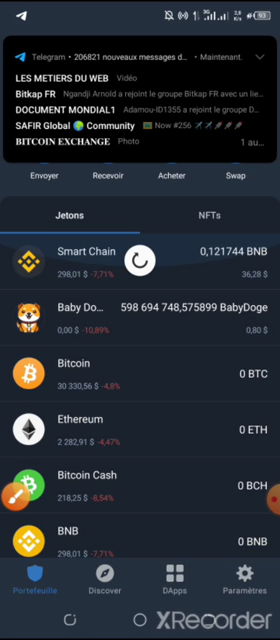 3G
2,8
K/s
93
Telegram • 206821 nouveaux messages d… • Maintenant.
LES METIERS DU WEB Vidéo
Bitkap FR Ngandji Arnold a rejoint le groupe Bitkap FR avec un lie…
DOCUMENT MONDIAL1 Adamou-ID1355 a rejoint le groupe D…
SAFIR Global 🌍 Community 💵 Now #256
𝐁𝐈𝐓𝐂𝐎𝐈𝐍 𝐄𝐗𝐂𝐇𝐀𝐍𝐆𝐄 Photo
1 au…
Envoyer Recevoir Acheter Swap
Jetons NFTs
Smart Chain 0,121744 BNB
298,01 $ -7,71% 36,28 $
Baby Do… 598 694 748,575899 BabyDoge
0,00 $ -10,89% 0,80 $
Bitcoin 0 BTC
30 330,56 $ -4,8%
Ethereum 0 ETH
2 282,91 $ -4,47%
Bitcoin Cash 0 BCH
218,25 $ -8,54%
BNB 0 BNB
298,01 $ -7,71%
Portefeuille Discover DApps Paramètres
XRecorder